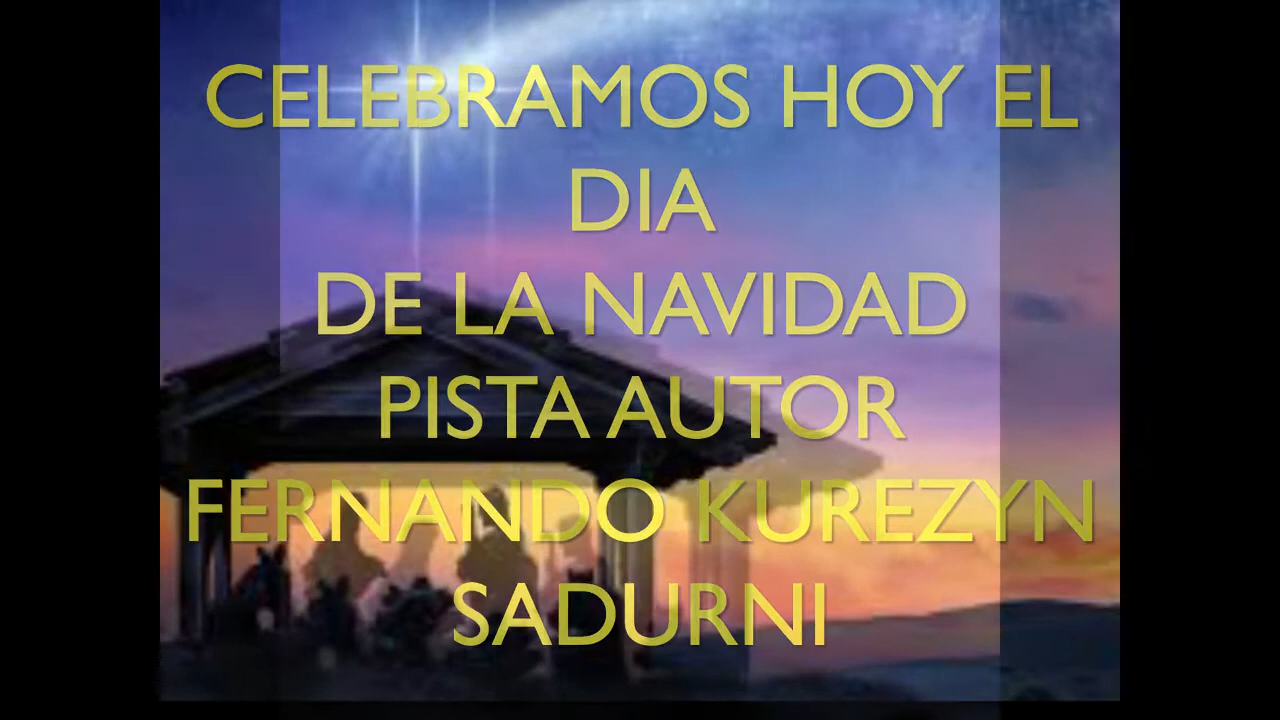 CELEBRAMOS HOY EL
DIA
DE LA NAVIDAD
PISTA AUTOR
FERNANDO KUREZYN
SADURNI